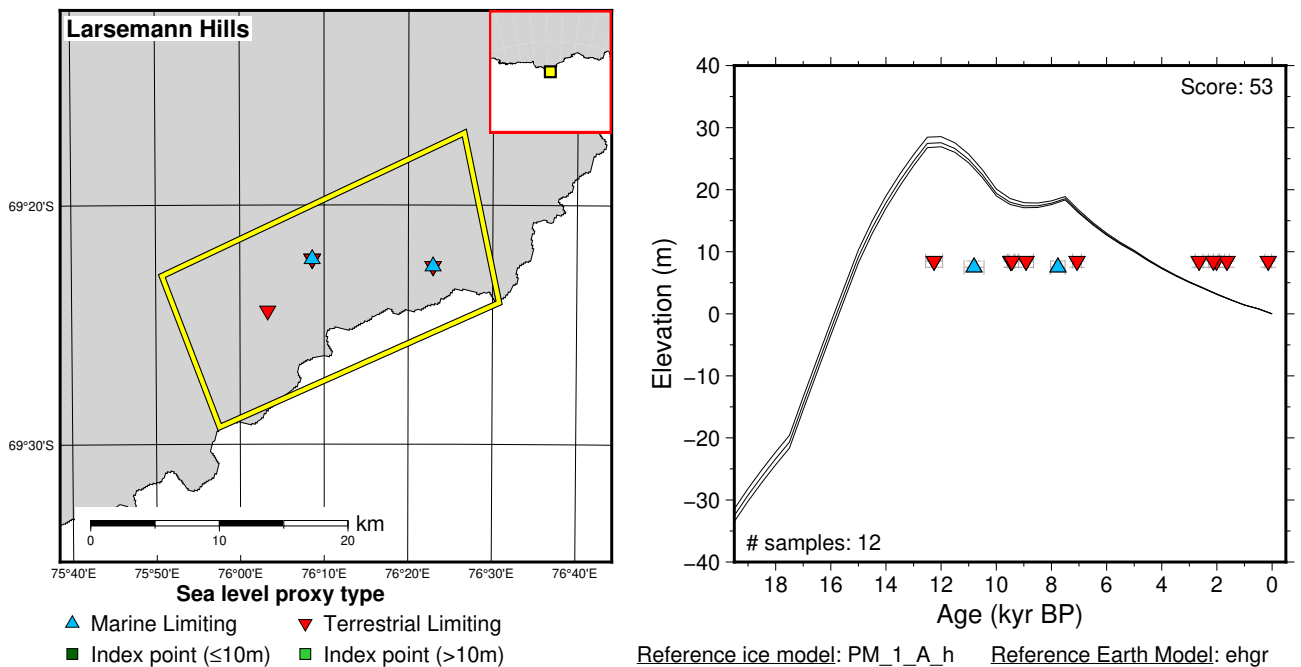 Larsemann Hills
69°20'S
69°30'S
km
0
10
20
75°40'E
75°50'E
76°00'E
76°10'E
76°20'E
76°30'E
76°40'E
Sea level proxy type
Marine Limiting
Terrestrial Limiting
Index point (≤10m)
Index point (>10m)
Score: 53
40
30
20
10
0
−10
−20
−30
−40
Elevation (m)
# samples: 12
18
16
14
12
10
8
6
4
2
0
Age (kyr BP)
Reference ice model: PM_1_A_h
Reference Earth Model: ehgr